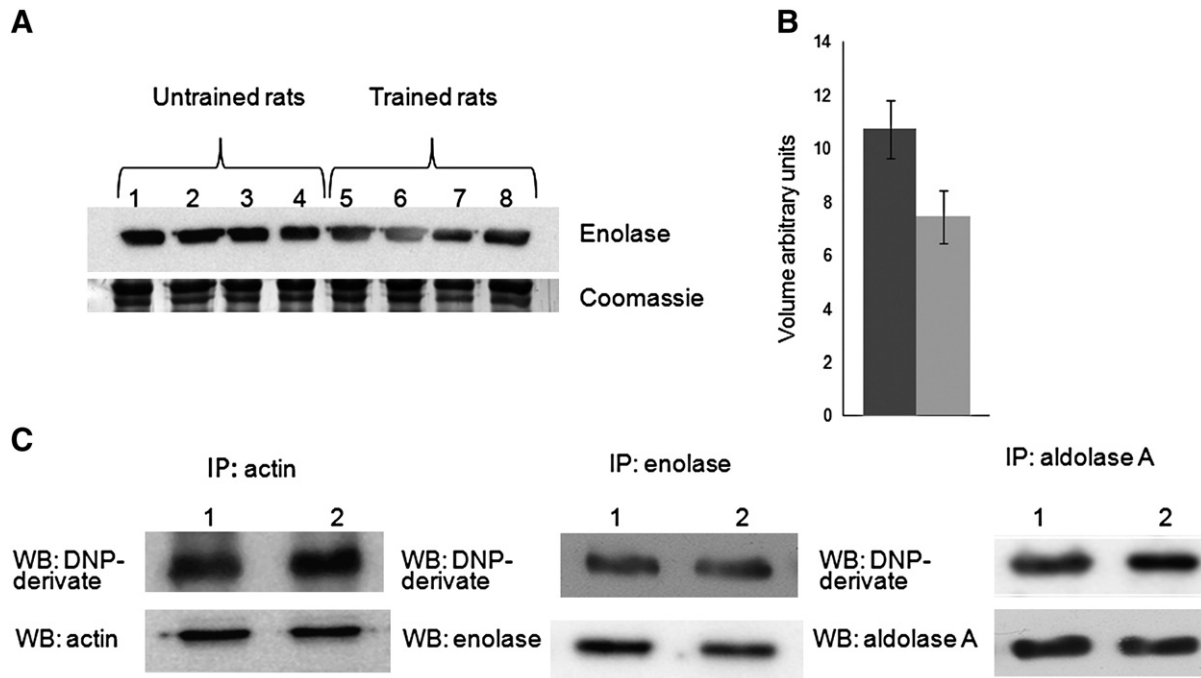 A
Untrained rats Trained rats
1 2 3 4 5 6 7 8
Enolase
Coomassie
B
Volume arbitrary units
14
12
10
8
6
4
2
0
C
IP: actin
1 2
WB: DNP-
derivate
WB: actin
IP: enolase
1 2
WB: DNP-
derivate
WB: enolase
IP: aldolase A
1 2
WB: DNP-
derivate
WB: aldolase A